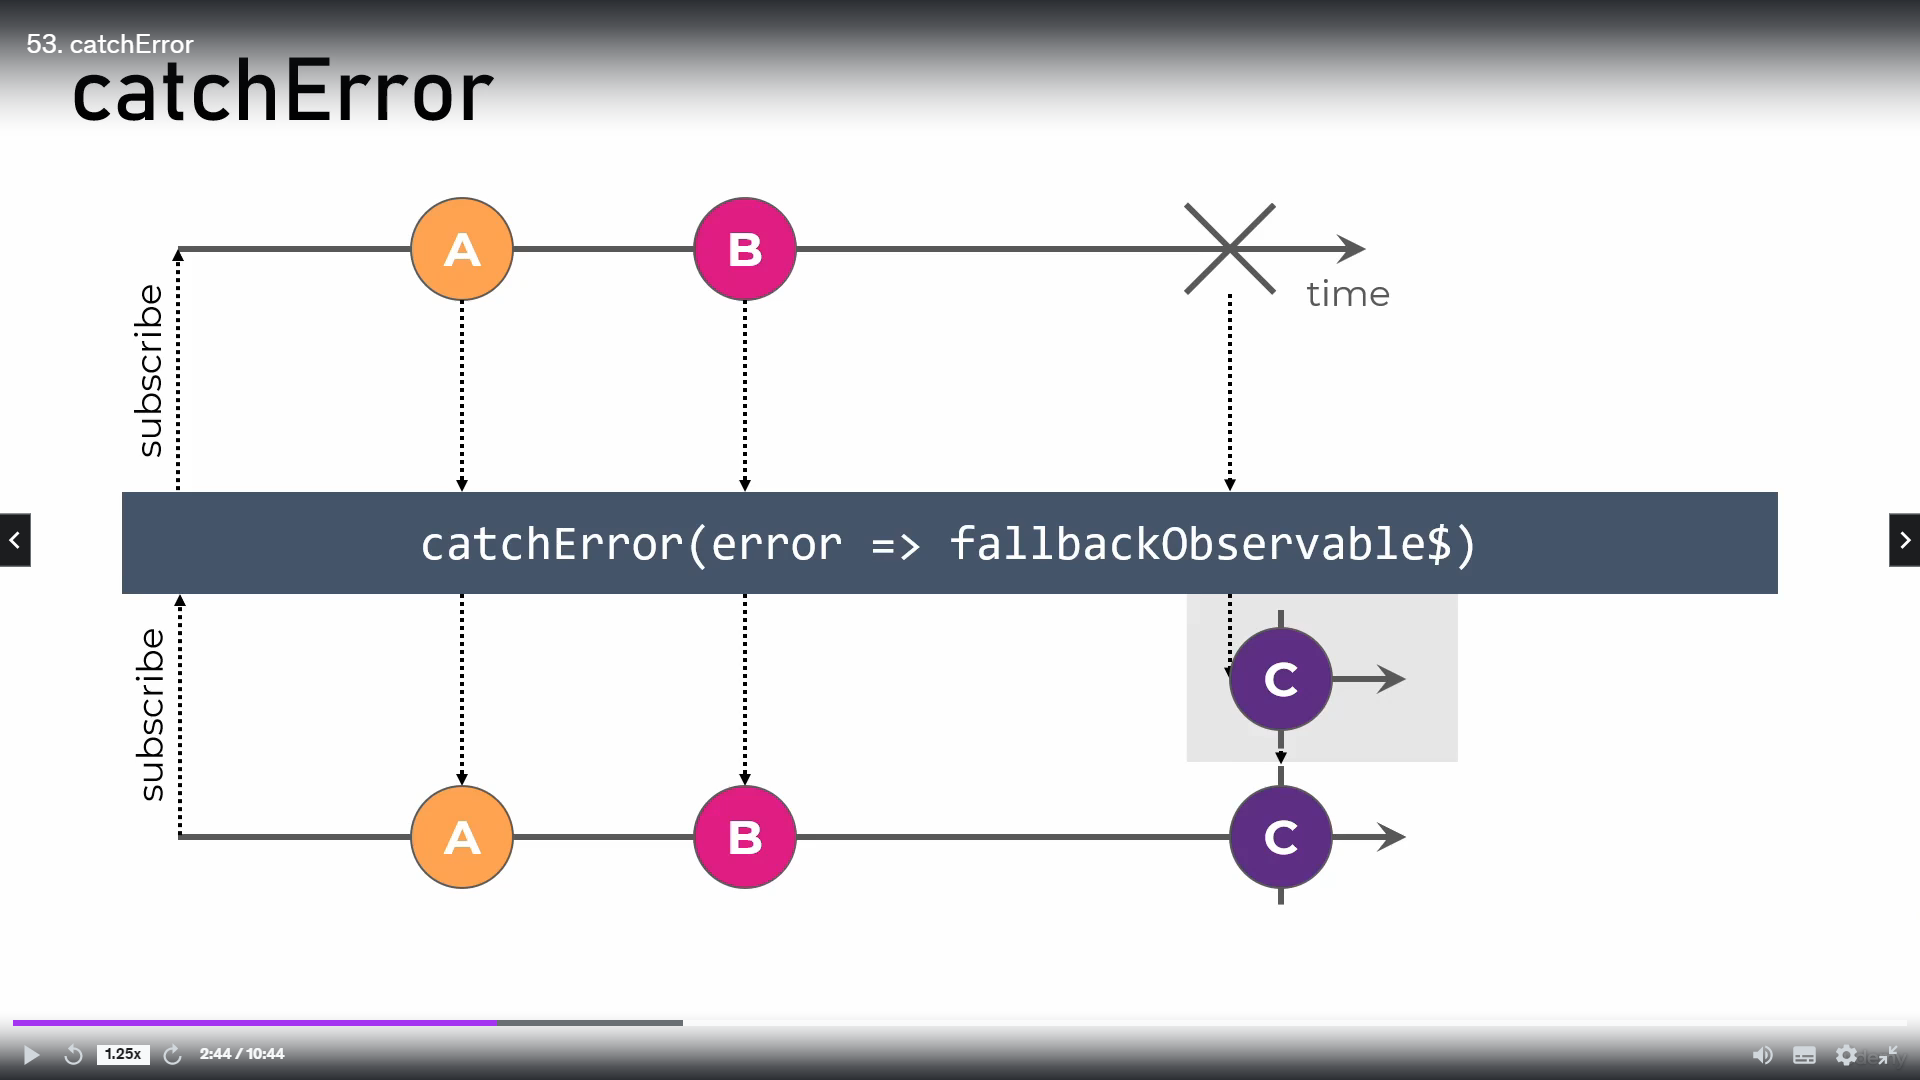 53. catchError
catchError
A
B
time
subscribe
catchError(error => fallbackObservable$)
subscribe
C
A
B
C
1.25x
2:44 / 10:44